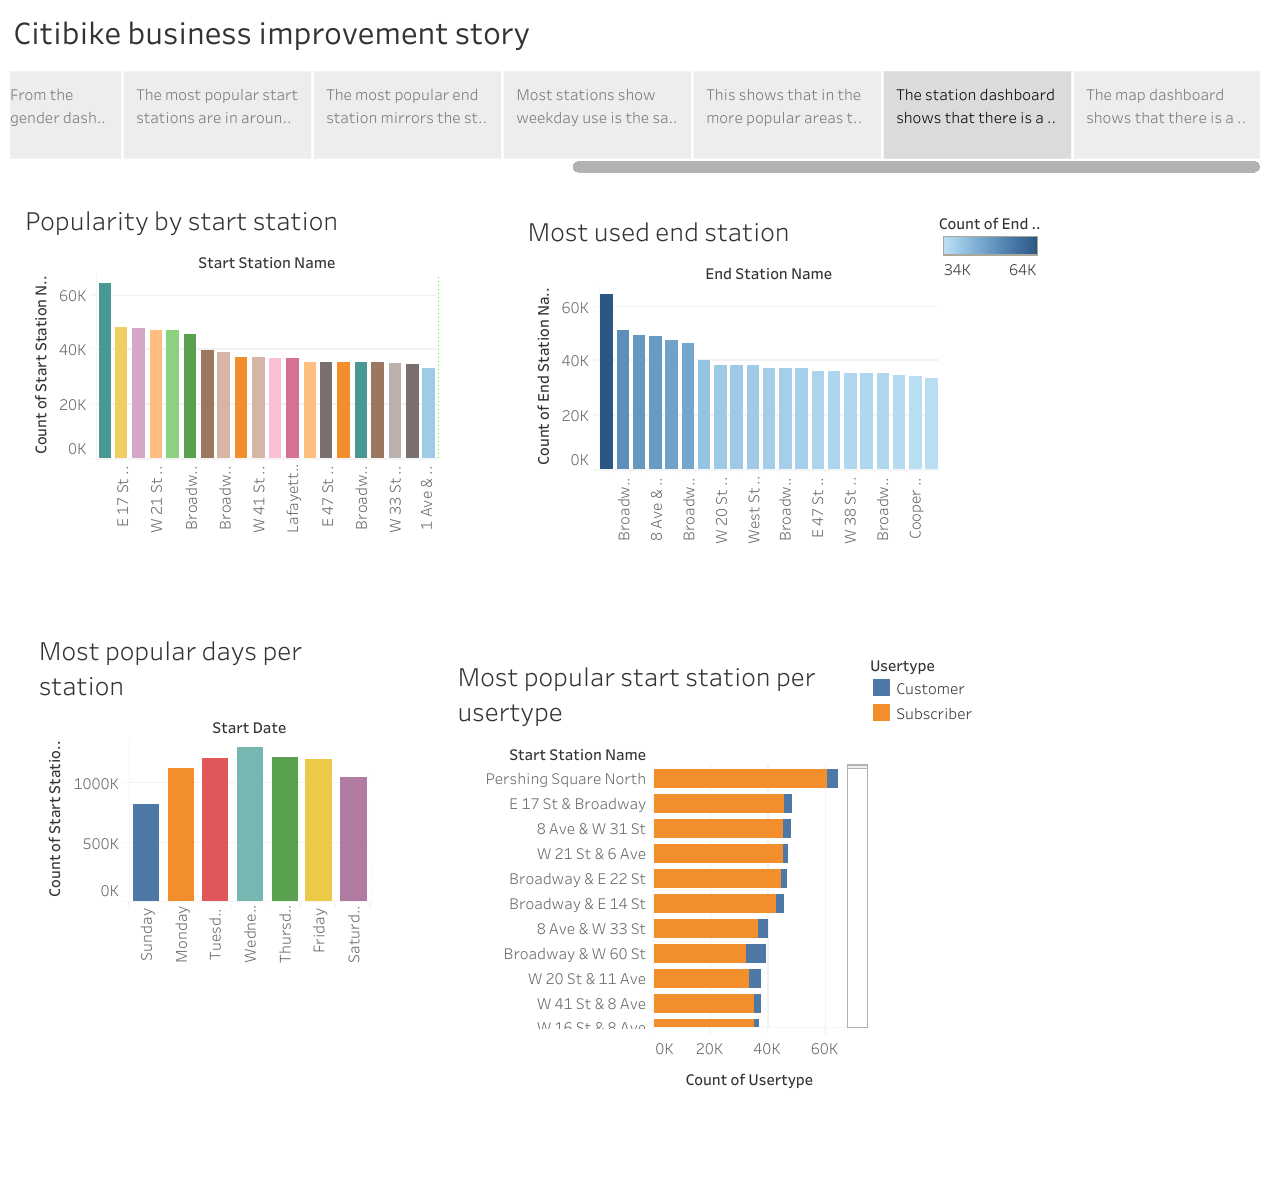 Citibike business improvement story
From the
gender dash..
The most popular start
stations are in aroun..
The most popular end
station mirrors the st..
Most stations show
weekday use is the sa..
This shows that in the
more popular areas t..
The station dashboard
shows that there is a ..
The map dashboard
shows that there is a ..
Popularity by start station
Start Station Name
Count of Start Station N..
60K
40K
20K
0K
E 17 St ..
W 21 St ..
Broadw..
Broadw..
W 41 St ..
Lafayett..
E 47 St ..
Broadw..
W 33 St ..
1 Ave & ..
Most used end station
End Station Name
Count of End Station Na..
60K
40K
20K
0K
Broadw..
8 Ave & ..
Broadw..
W 20 St ..
West St ..
Broadw..
E 47 St ..
W 38 St ..
Broadw..
Cooper ..
Count of End ..
34K 64K
Most popular days per
station
Start Date
Count of Start Statio..
1000K
500K
0K
Sunday
Monday
Tuesd..
Wedne..
Thursd..
Friday
Saturd..
Most popular start station per
usertype
Start Station Name
Pershing Square North
E 17 St & Broadway
8 Ave & W 31 St
W 21 St & 6 Ave
Broadway & E 22 St
Broadway & E 14 St
8 Ave & W 33 St
Broadway & W 60 St
W 20 St & 11 Ave
W 41 St & 8 Ave
W 16 St & 8 Ave
0K 20K 40K 60K
Count of Usertype
Usertype
Customer
Subscriber